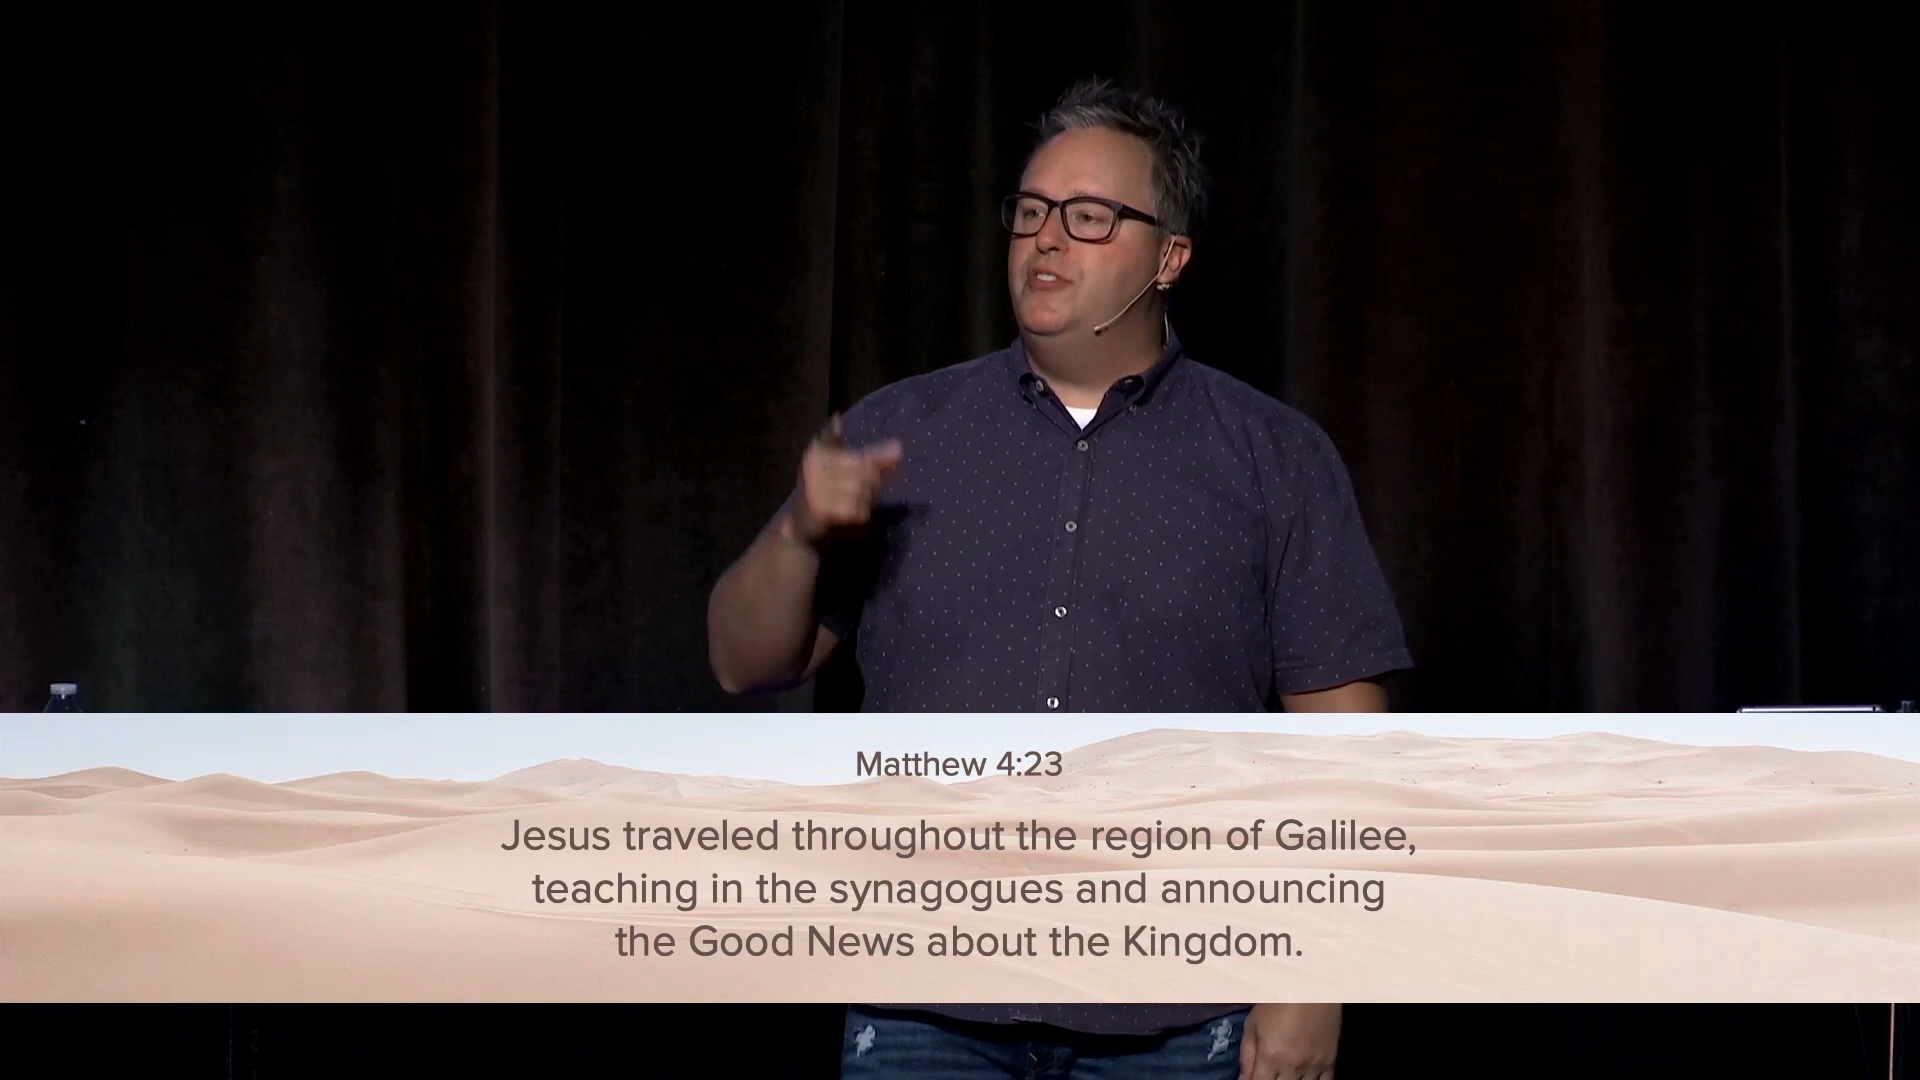 Matthew 4:23
Jesus traveled throughout the region of Galilee,
teaching in the synagogues and announcing
the Good News about the Kingdom.